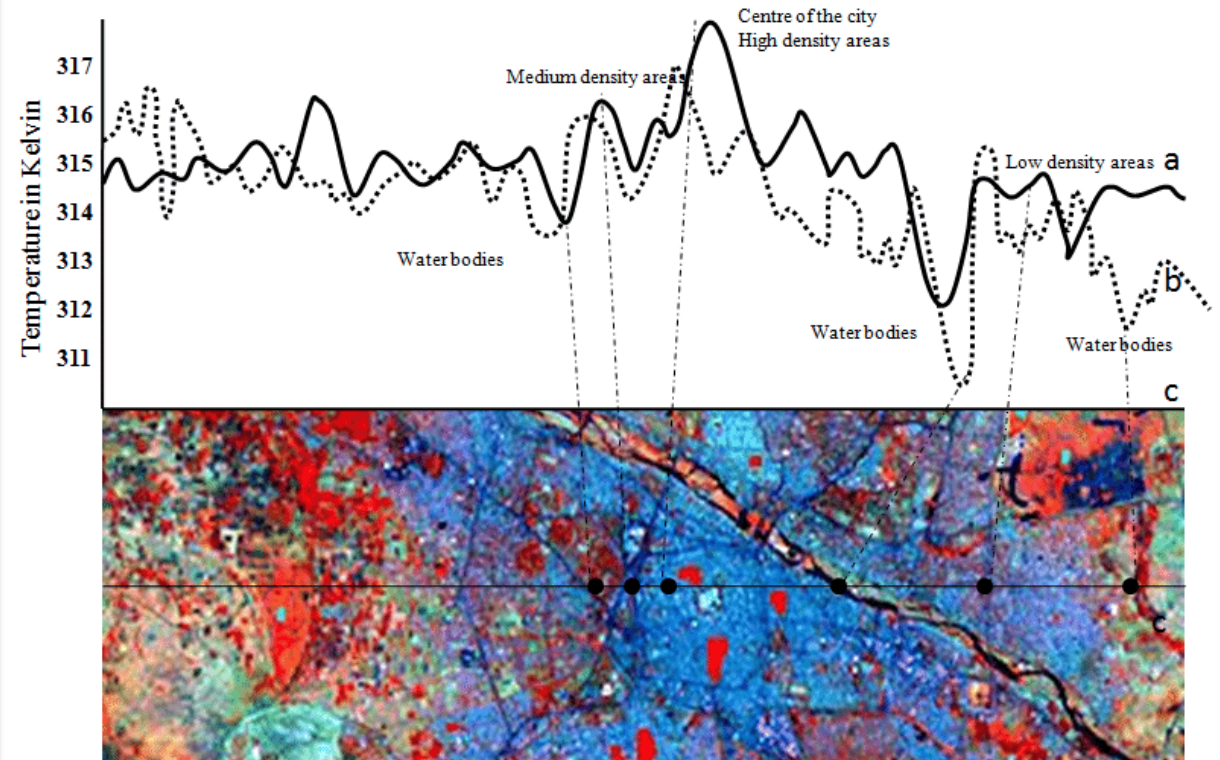 Centre of the city
High density areas
317
Medium density areas
316
315
Low density areas a
314
313
Water bodies
b
312
Water bodies
Water bodies
311
c
Temperature in Kelvin
c